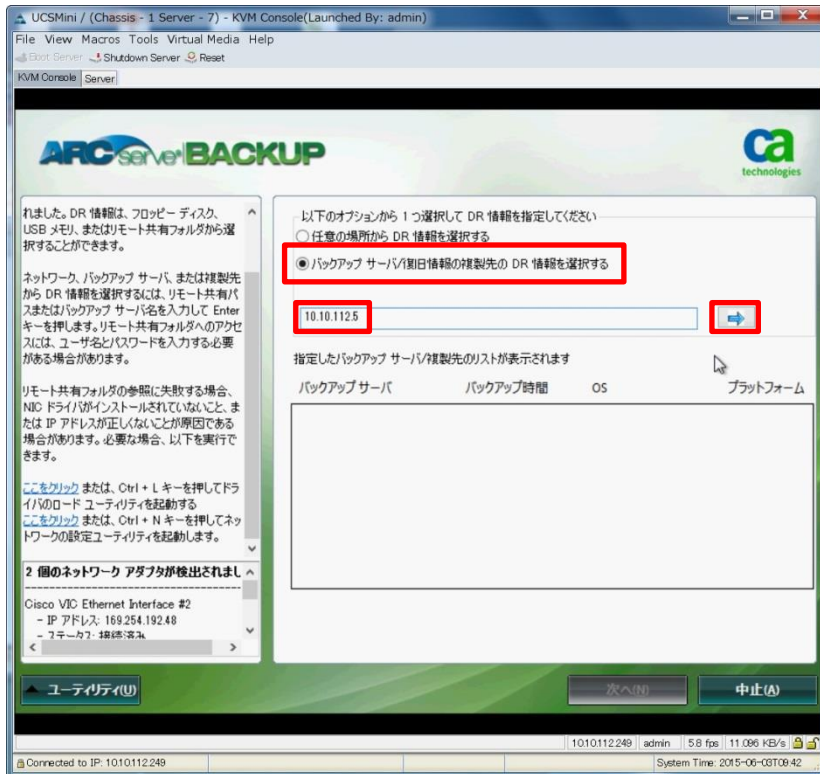 UCSMini / (Chassis - 1 Server - 7) - KVM Console(Launched By: admin)
File View Macros Tools Virtual Media Help
Boot Server Shutdown Server Reset
KVM Console Server
ARCserve BACKUP
ca
technologies
れました。DR 情報は、フロッピー ディスク、
USB メモリ、またはリモート共有フォルダから選
択することができます。
ネットワーク、バックアップ サーバ、または複製先
から DR 情報を選択するには、リモート共有パ
スまたはバックアップ サーバ名を入力して Enter
キーを押します。リモート共有フォルダへのアクセ
スには、ユーザ名とパスワードを入力する必要
がある場合があります。
リモート共有フォルダの参照に失敗する場合、
NIC ドライバがインストールされていないこと、ま
たは IP アドレスが正しくないことが原因である
場合があります。必要な場合、以下を実行で
きます。
ここをクリック または、Ctrl + L キーを押してドラ
イバのロード ユーティリティを起動する
ここをクリック または、Ctrl + N キーを押してネッ
トワークの設定ユーティリティを起動します。
2 個のネットワーク アダプタが検出されまし
Cisco VIC Ethernet Interface #2
- IP アドレス: 169.254.192.48
- ステータス: 接続済み
以下のオプションから 1 つ選択して DR 情報を指定してください
任意の場所から DR 情報を選択する
バックアップ サーバ/復旧情報の複製先の DR 情報を選択する
10.10.112.5
指定したバックアップ サーバ/複製先のリストが表示されます
バックアップ サーバ バックアップ時間 OS プラットフォーム
ユーティリティ(U) 次へ(N) 中止(A)
10.10.112.249 admin 5.8 fps 11.096 KB/s
Connected to IP: 10.10.112.249 System Time: 2015-06-03T09:42